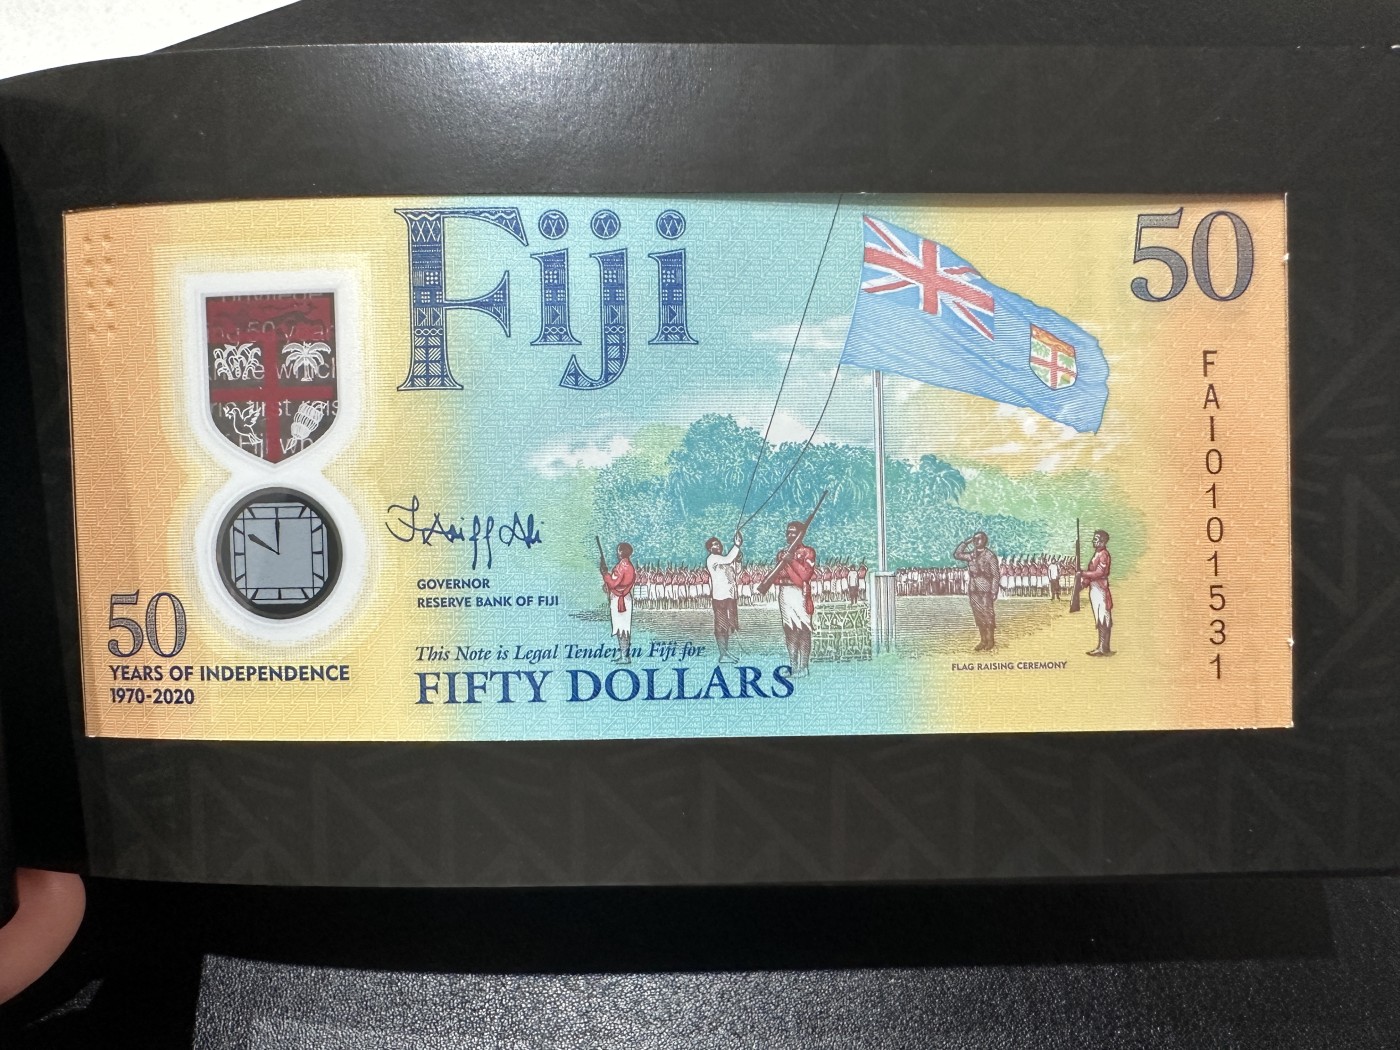 Fiji
50
FAI0101531
GOVERNOR
RESERVE BANK OF FIJI
50
YEARS OF INDEPENDENCE
1970-2020
This Note is Legal Tender in Fiji for
FIFTY DOLLARS
FLAG RAISING CEREMONY